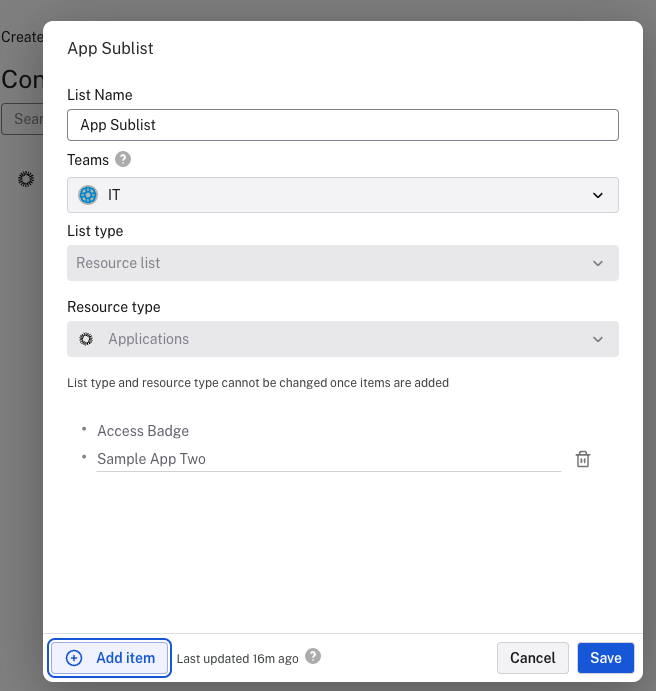 Create
Con
Sear
App Sublist
List Name
App Sublist
Teams ?
IT
List type
Resource list
Resource type
Applications
List type and resource type cannot be changed once items are added
• Access Badge
• Sample App Two
Add item
Last updated 16m ago ?
Cancel
Save